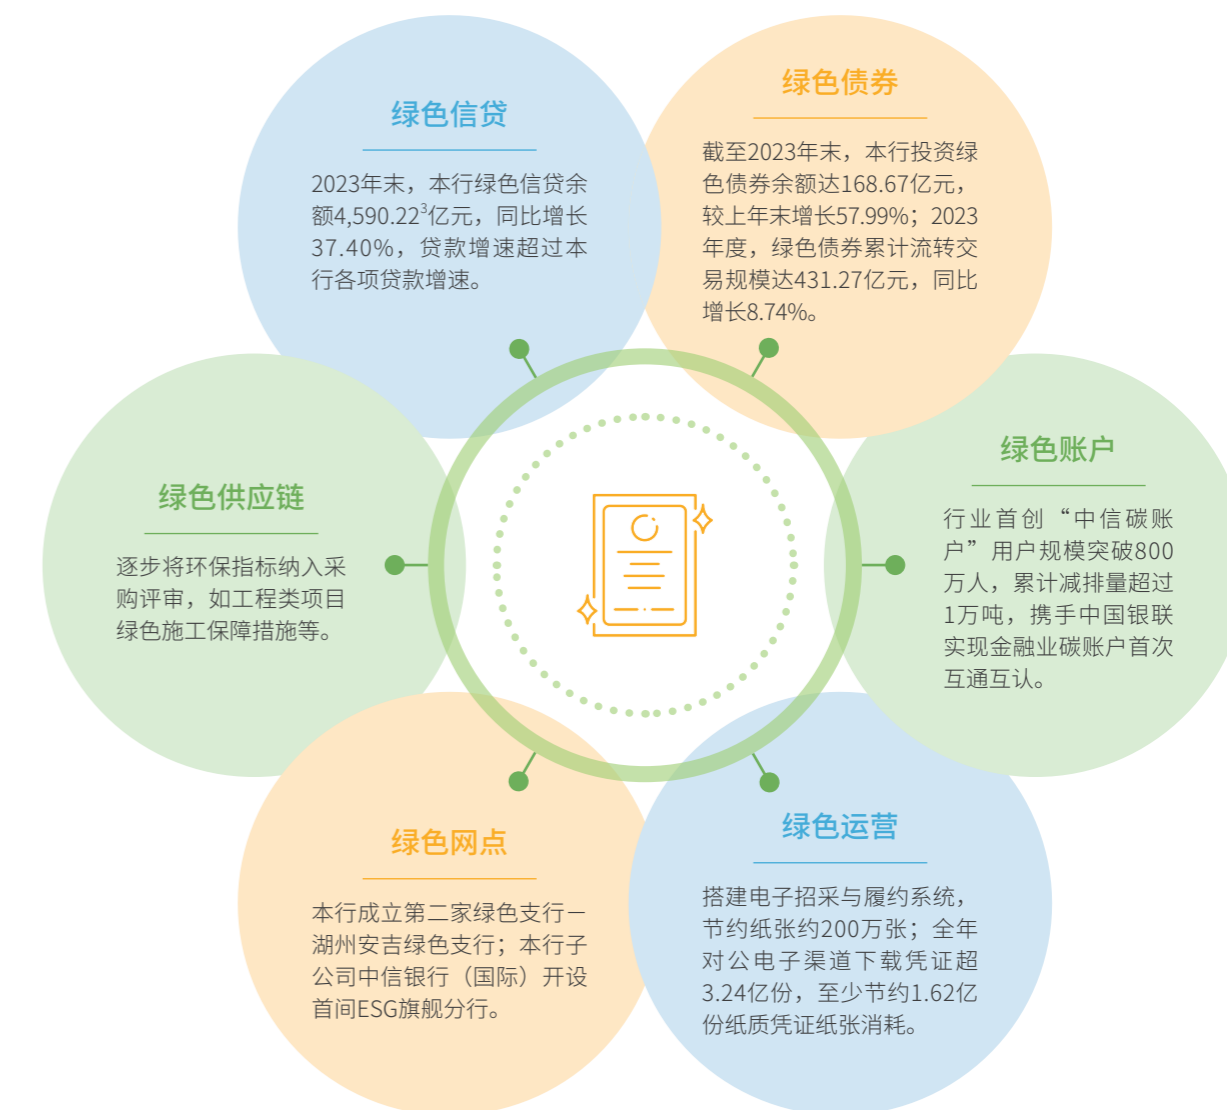 绿色信贷
2023年末，本行绿色信贷余
额4,590.22³亿元，同比增长
37.40%，贷款增速超过本
行各项贷款增速。
绿色债券
截至2023年末，本行投资绿
色债券余额达168.67亿元，
较上年末增长57.99%；2023
年度，绿色债券累计流转交
易规模达431.27亿元，同比
增长8.74%。
绿色供应链
逐步将环保指标纳入采
购评审，如工程类项目
绿色施工保障措施等。
绿色账户
行业首创“中信碳账
户”用户规模突破800
万人，累计减排量超过
1万吨，携手中国银联
实现金融业碳账户首次
互通互认。
绿色网点
本行成立第二家绿色支行－
湖州安吉绿色支行；本行子
公司中信银行（国际）开设
首间ESG旗舰分行。
绿色运营
搭建电子招采与履约系统，
节约纸张约200万张；全年
对公电子渠道下载凭证超
3.24亿份，至少节约1.62亿
份纸质凭证纸张消耗。